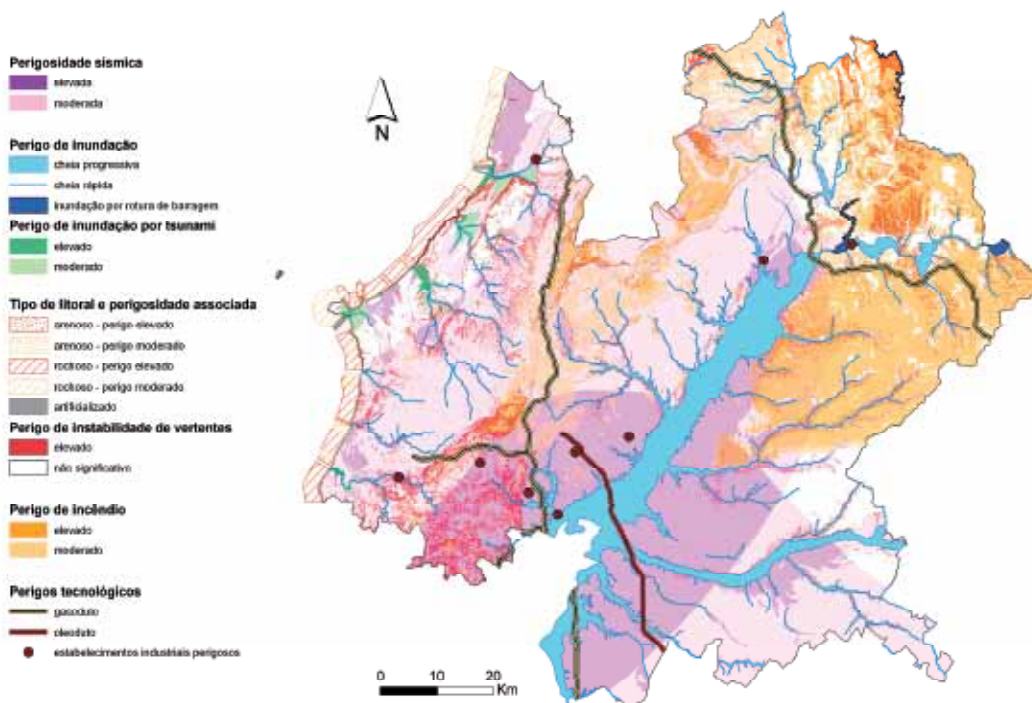 Perigosidade sísmica
elevada
moderada
Perigo de inundação
cheia progressiva
cheia rápida
inundação por rotura de barragem
Perigo de inundação por tsunami
elevado
moderado
Tipo de litoral e perigosidade associada
arenoso - perigo elevado
arenoso - perigo moderado
rochoso - perigo elevado
rochoso - perigo moderado
artificializado
Perigo de instabilidade de vertentes
elevado
não significativo
Perigo de incêndio
elevado
moderado
Perigos tecnológicos
gasoduto
oleoduto
estabelecimentos industriais perigosos
N
0 10 20
Km